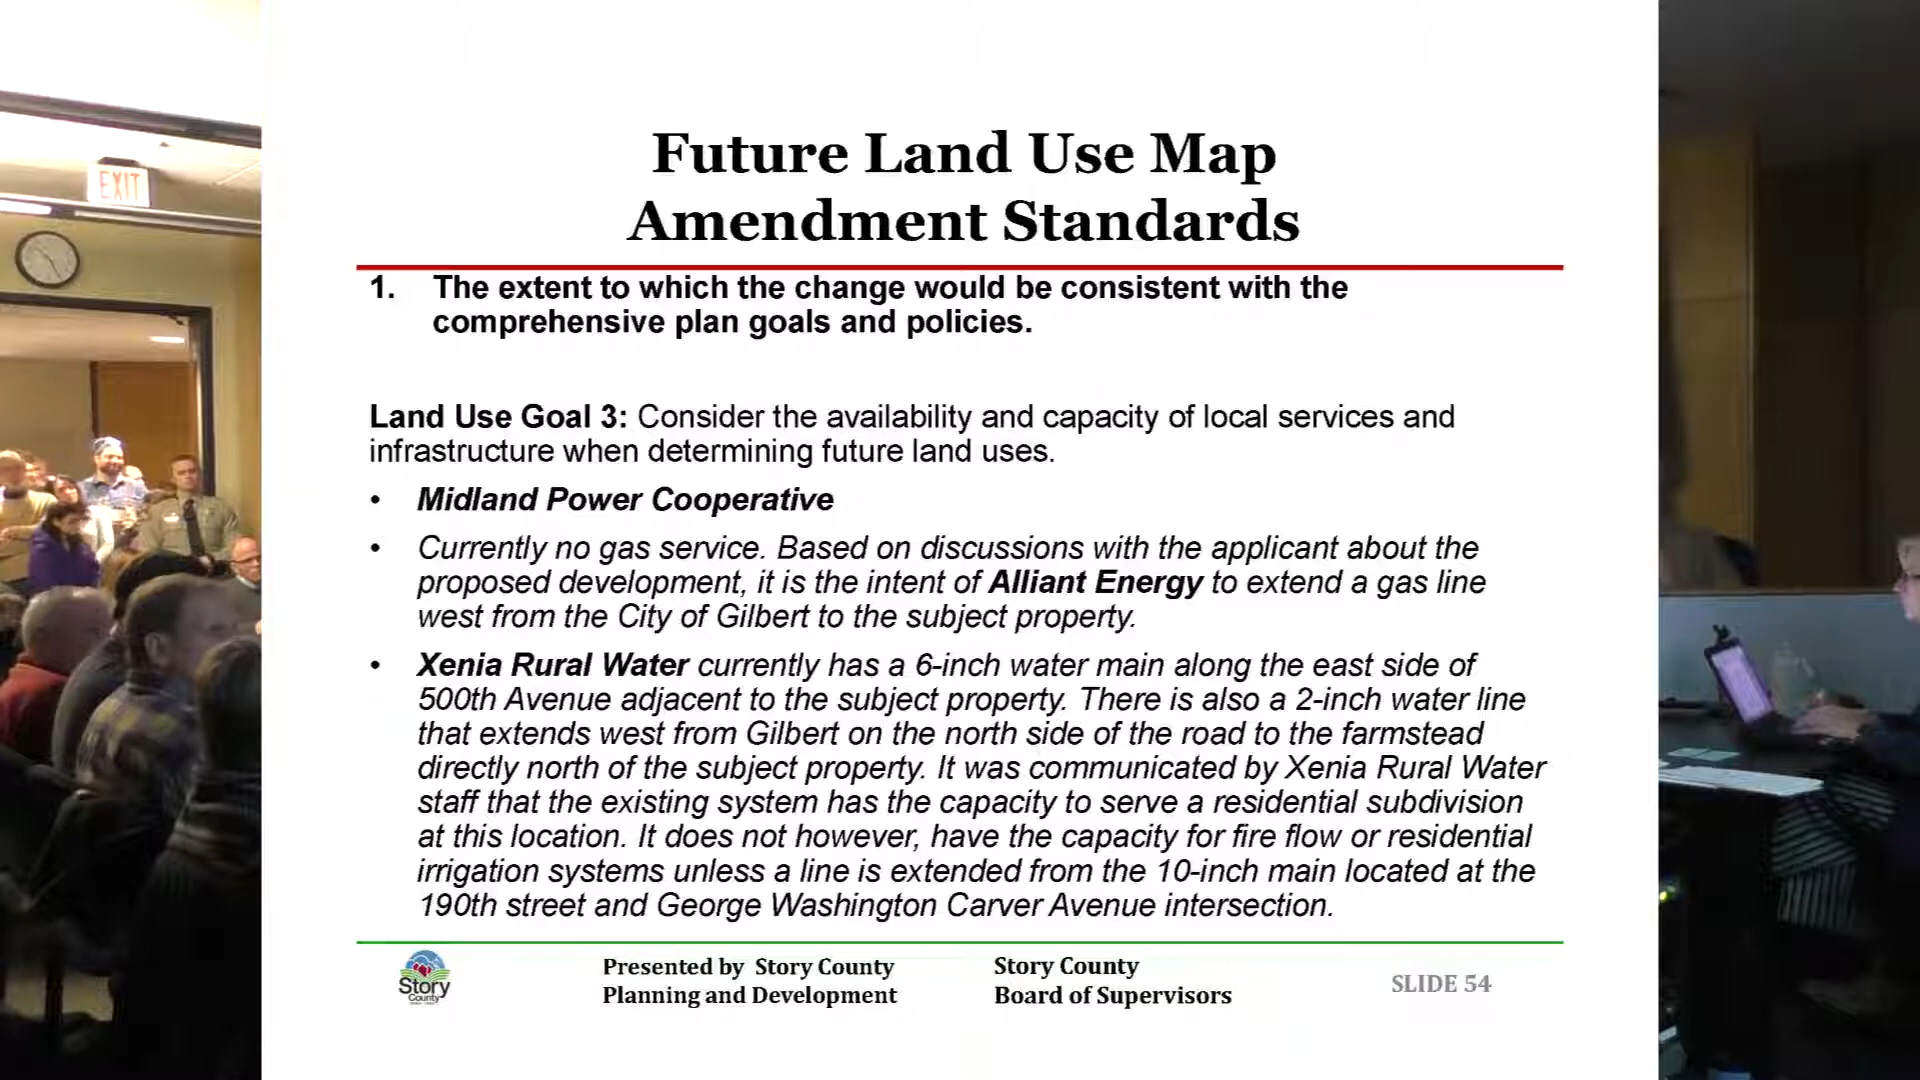 EXIT
Future Land Use Map
Amendment Standards
1. The extent to which the change would be consistent with the
comprehensive plan goals and policies.
Land Use Goal 3: Consider the availability and capacity of local services and
infrastructure when determining future land uses.
• Midland Power Cooperative
• Currently no gas service. Based on discussions with the applicant about the
proposed development, it is the intent of Alliant Energy to extend a gas line
west from the City of Gilbert to the subject property.
• Xenia Rural Water currently has a 6-inch water main along the east side of
500th Avenue adjacent to the subject property. There is also a 2-inch water line
that extends west from Gilbert on the north side of the road to the farmstead
directly north of the subject property. It was communicated by Xenia Rural Water
staff that the existing system has the capacity to serve a residential subdivision
at this location. It does not however, have the capacity for fire flow or residential
irrigation systems unless a line is extended from the 10-inch main located at the
190th street and George Washington Carver Avenue intersection.
Story
County
Presented by Story County
Planning and Development
Story County
Board of Supervisors
SLIDE 54